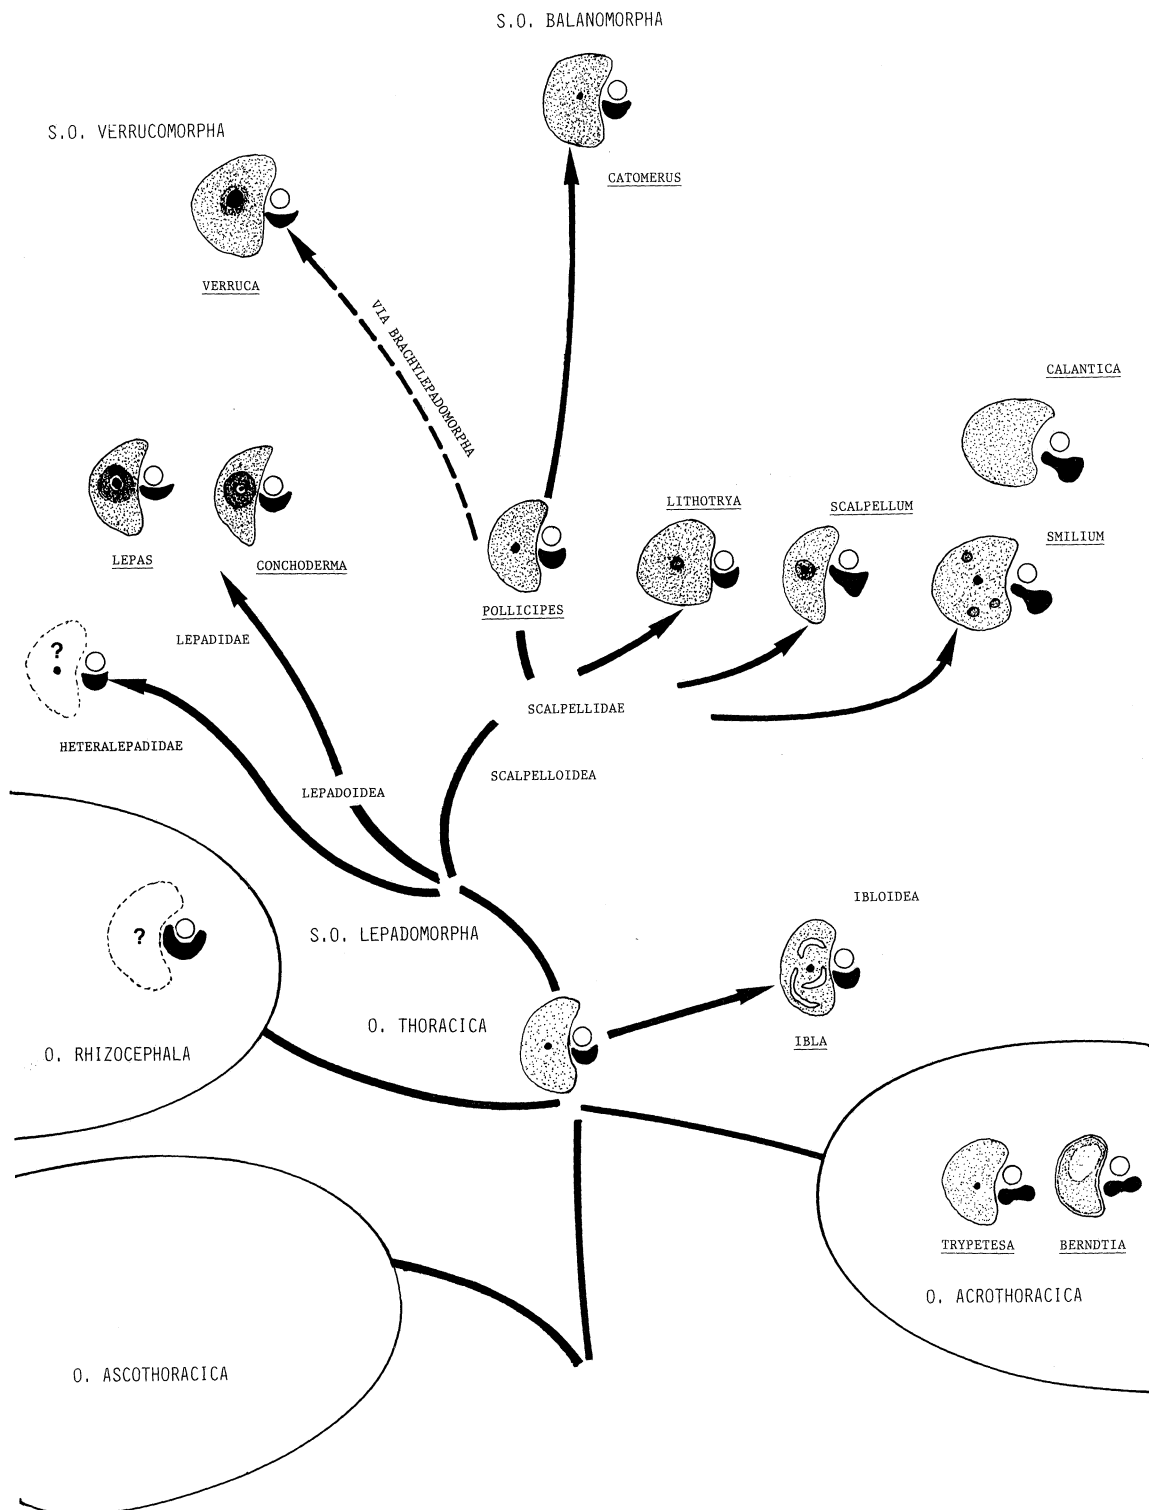 S.O. BALANOMORPHA
S.O. VERRUCOMORPHA
CATOMERUS
VERRUCA
VIA BRACHYLEPADOMORPHA
CALANTICA
LITHOTRYA
SCALPELLUM
SMILIUM
LEPAS
CONCHODERMA
POLLICIPES
LEPADIDAE
?
SCALPELLIDAE
HETERALEPADIDAE
SCALPELLOIDEA
LEPADOIDEA
IBLOIDEA
?
S.O. LEPADOMORPHA
O. THORACICA
IBLA
O. RHIZOCEPHALA
TRYPETESA
BERNDTIA
O. ACROTHORACICA
O. ASCOTHORACICA